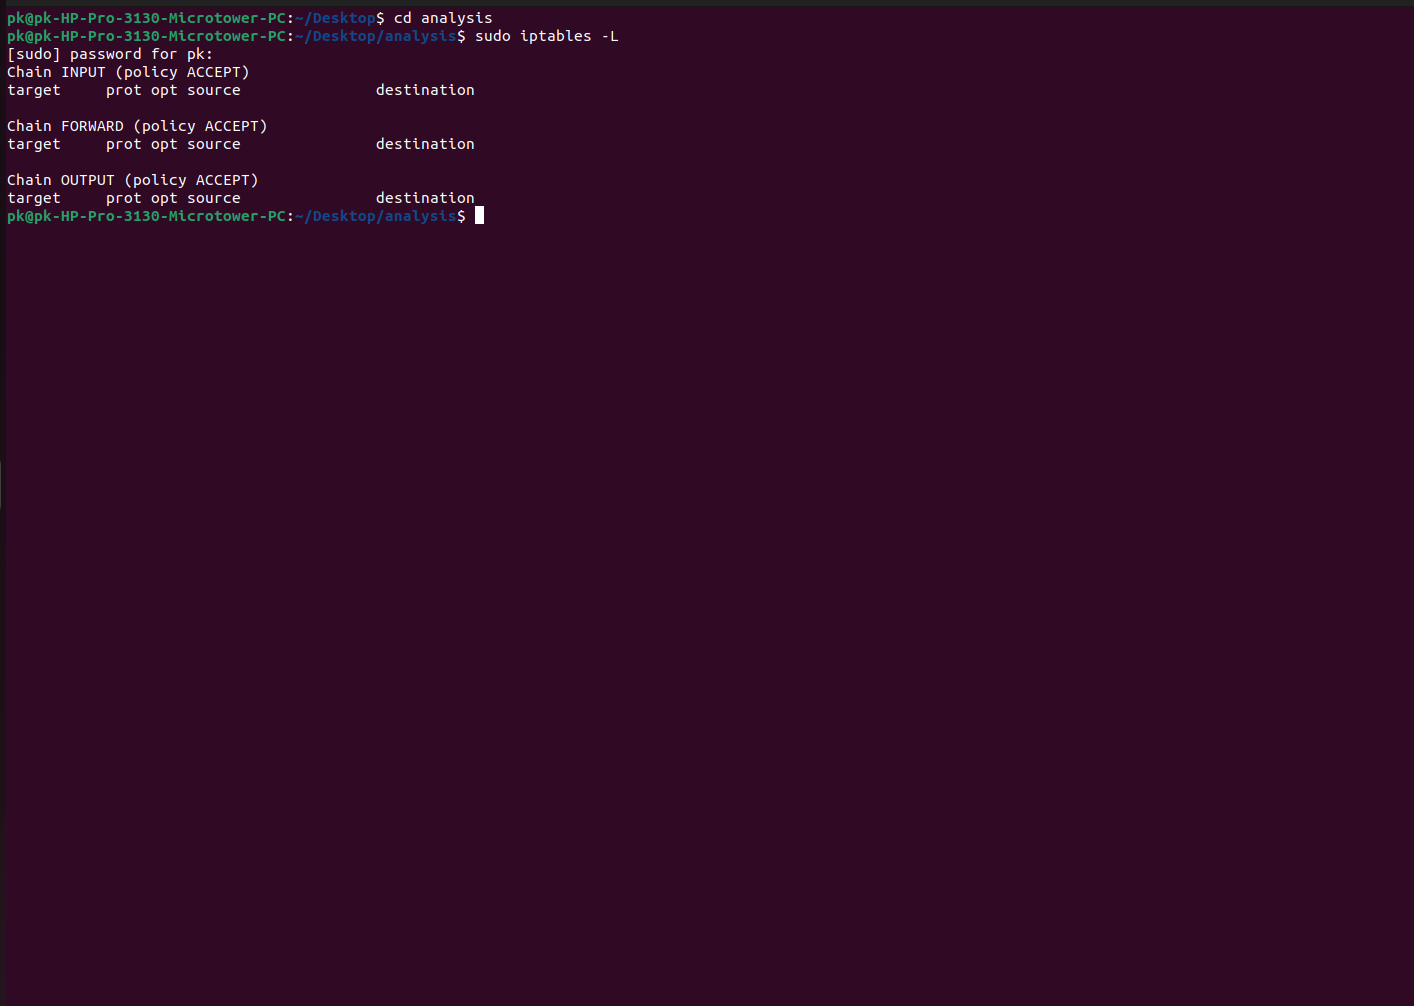 pk@pk-HP-Pro-3130-Microtower-PC:~/Desktop$ cd analysis
pk@pk-HP-Pro-3130-Microtower-PC:~/Desktop/analysis$ sudo iptables -L
[sudo] password for pk:
Chain INPUT (policy ACCEPT)
target     prot opt source               destination

Chain FORWARD (policy ACCEPT)
target     prot opt source               destination

Chain OUTPUT (policy ACCEPT)
target     prot opt source               destination
pk@pk-HP-Pro-3130-Microtower-PC:~/Desktop/analysis$